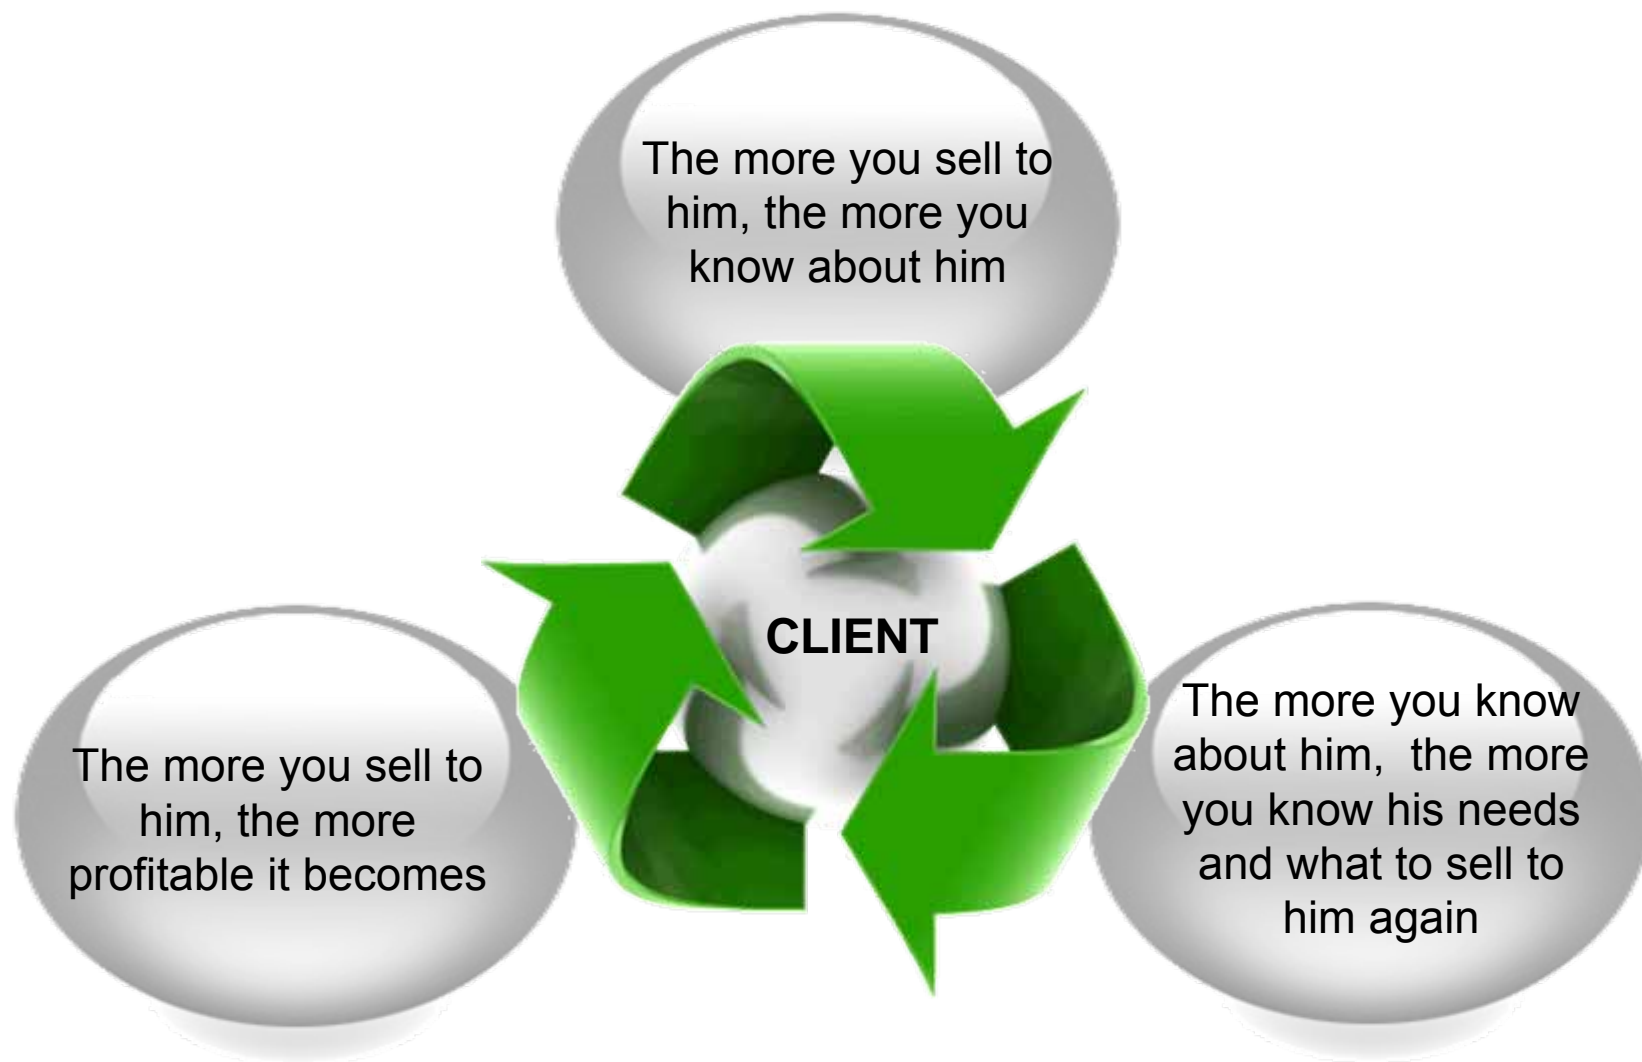 The more you sell to
him, the more you
know about him
CLIENT
The more you know
about him,  the more
you know his needs
and what to sell to
him again
The more you sell to
him, the more
profitable it becomes